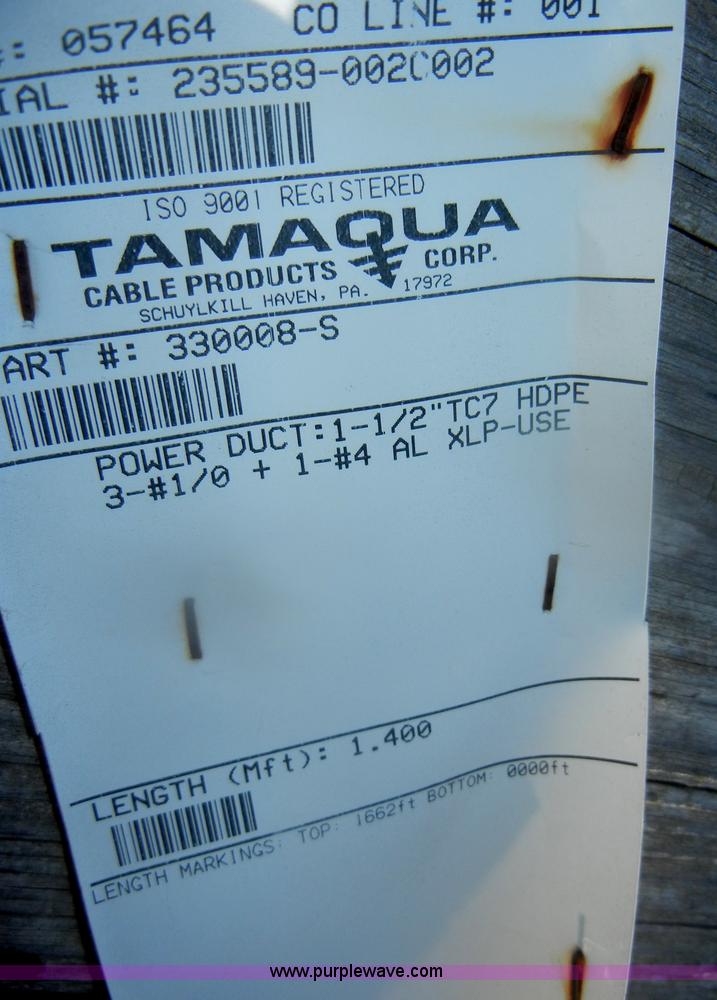 #: 057464 CO LINE #: 001
IAL #: 235589-002C002
ISO 9001 REGISTERED
TAMAQUA
CABLE PRODUCTS CORP.
SCHUYLKILL HAVEN, PA. 17972
ART #: 330008-S
POWER DUCT:1-1/2"TC7 HDPE
3-#1/0 + 1-#4 AL XLP-USE
LENGTH (Mft): 1.400
LENGTH MARKINGS: TOP: 1662ft BOTTOM: 0000ft
www.purplewave.com